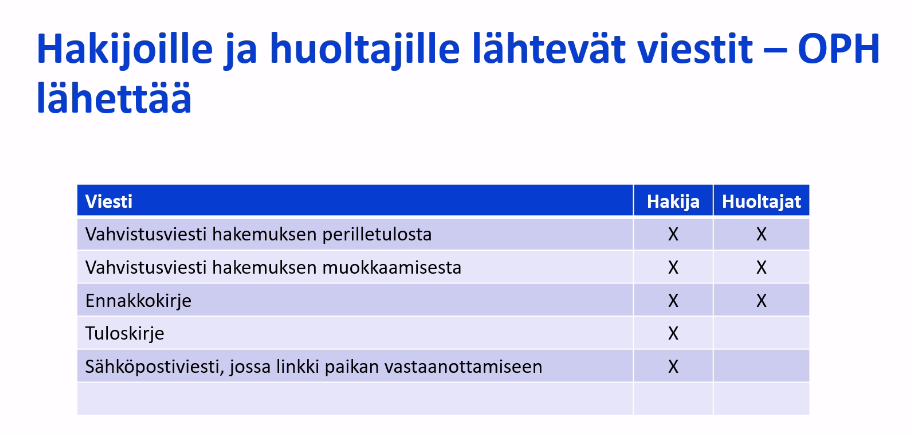 Hakijoille ja huoltajille lähtevät viestit – OPH
lähettää
Viesti Hakija Huoltajat
Vahvistusviesti hakemuksen perilletulosta X X
Vahvistusviesti hakemuksen muokkaamisesta X X
Ennakkokirje X X
Tuloskirje X
Sähköpostiviesti, jossa linkki paikan vastaanottamiseen X